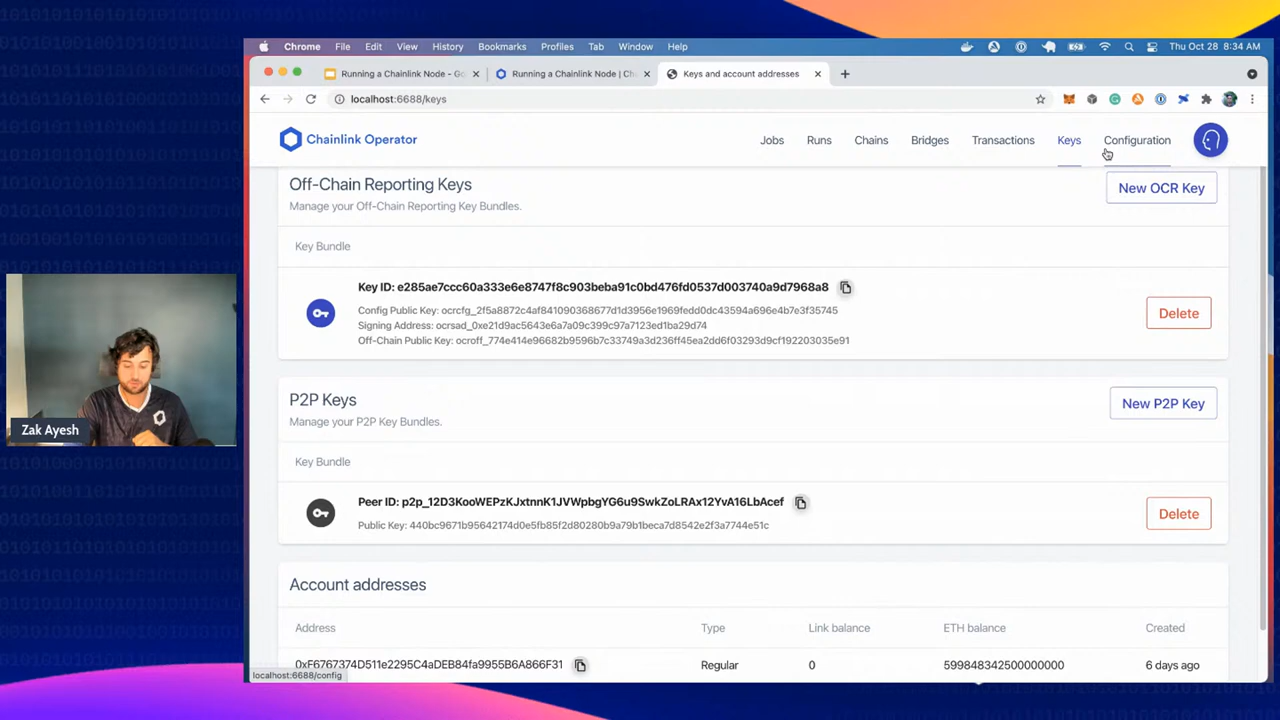 Chrome File Edit View History Bookmarks Profiles Tab Window Help Thu Oct 28 8:34 AM
Running a Chainlink Node - Go Running a Chainlink Node | Ch Keys and account addresses
localhost:6688/keys
Chainlink Operator Jobs Runs Chains Bridges Transactions Keys Configuration
Off-Chain Reporting Keys New OCR Key
Manage your Off-Chain Reporting Key Bundles.
Key Bundle
Key ID: e285ae7ccc60a333e6e8747f8c903beba91c0bd476fd0537d003740a9d7968a8
Config Public Key: ocrcfg_2f5a8872c4af841090368677d1d3956e1969fedd0dc43594a696e4b7e3f35745
Signing Address: ocrsad_0xe21d9ac5643e6a7a09c399c97a7123ed1ba29d74
Off-Chain Public Key: ocroff_774e414e96682b9596b7c33749a3d236ff45ea2dd6f03293d9cf192203035e91
Delete
P2P Keys New P2P Key
Manage your P2P Key Bundles.
Key Bundle
Peer ID: p2p_12D3KooWEPzKJxtnnK1JVWpbgYG6u9SwkZoLRAx12YvA16LbAcef
Public Key: 440bc9671b95642174d0e5fb85f2d80280b9a79b1beca7d8542e2f3a7744e51c
Delete
Account addresses
Address Type Link balance ETH balance Created
0xF6767374D511e2295C4aDEB84fa9955B6A866F31 Regular 0 599848342500000000 6 days ago
localhost:6688/config
Zak Ayesh